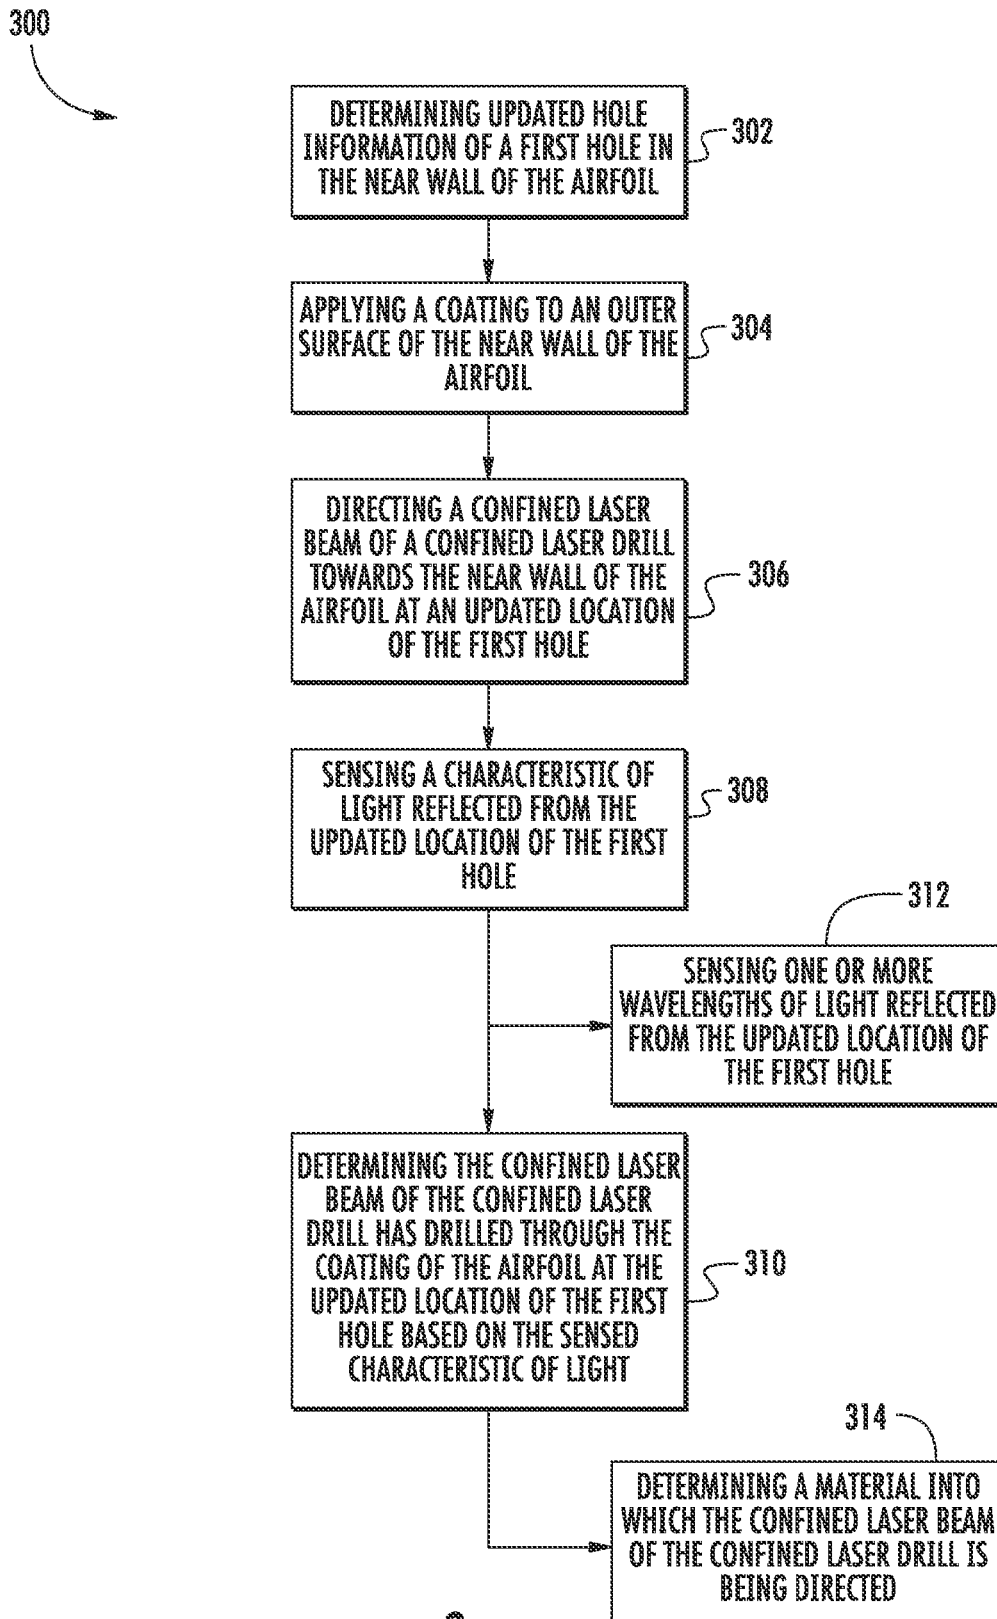 300
DETERMINING UPDATED HOLE
INFORMATION OF A FIRST HOLE IN
THE NEAR WALL OF THE AIRFOIL
302
APPLYING A COATING TO AN OUTER
SURFACE OF THE NEAR WALL OF THE
AIRFOIL
304
DIRECTING A CONFINED LASER
BEAM OF A CONFINED LASER DRILL
TOWARDS THE NEAR WALL OF THE
AIRFOIL AT AN UPDATED LOCATION
OF THE FIRST HOLE
306
SENSING A CHARACTERISTIC OF
LIGHT REFLECTED FROM THE
UPDATED LOCATION OF THE FIRST
HOLE
308
312
SENSING ONE OR MORE
WAVELENGTHS OF LIGHT REFLECTED
FROM THE UPDATED LOCATION OF
THE FIRST HOLE
DETERMINING THE CONFINED LASER
BEAM OF THE CONFINED LASER
DRILL HAS DRILLED THROUGH THE
COATING OF THE AIRFOIL AT THE
UPDATED LOCATION OF THE FIRST
HOLE BASED ON THE SENSED
CHARACTERISTIC OF LIGHT
310
314
DETERMINING A MATERIAL INTO
WHICH THE CONFINED LASER BEAM
OF THE CONFINED LASER DRILL IS
BEING DIRECTED